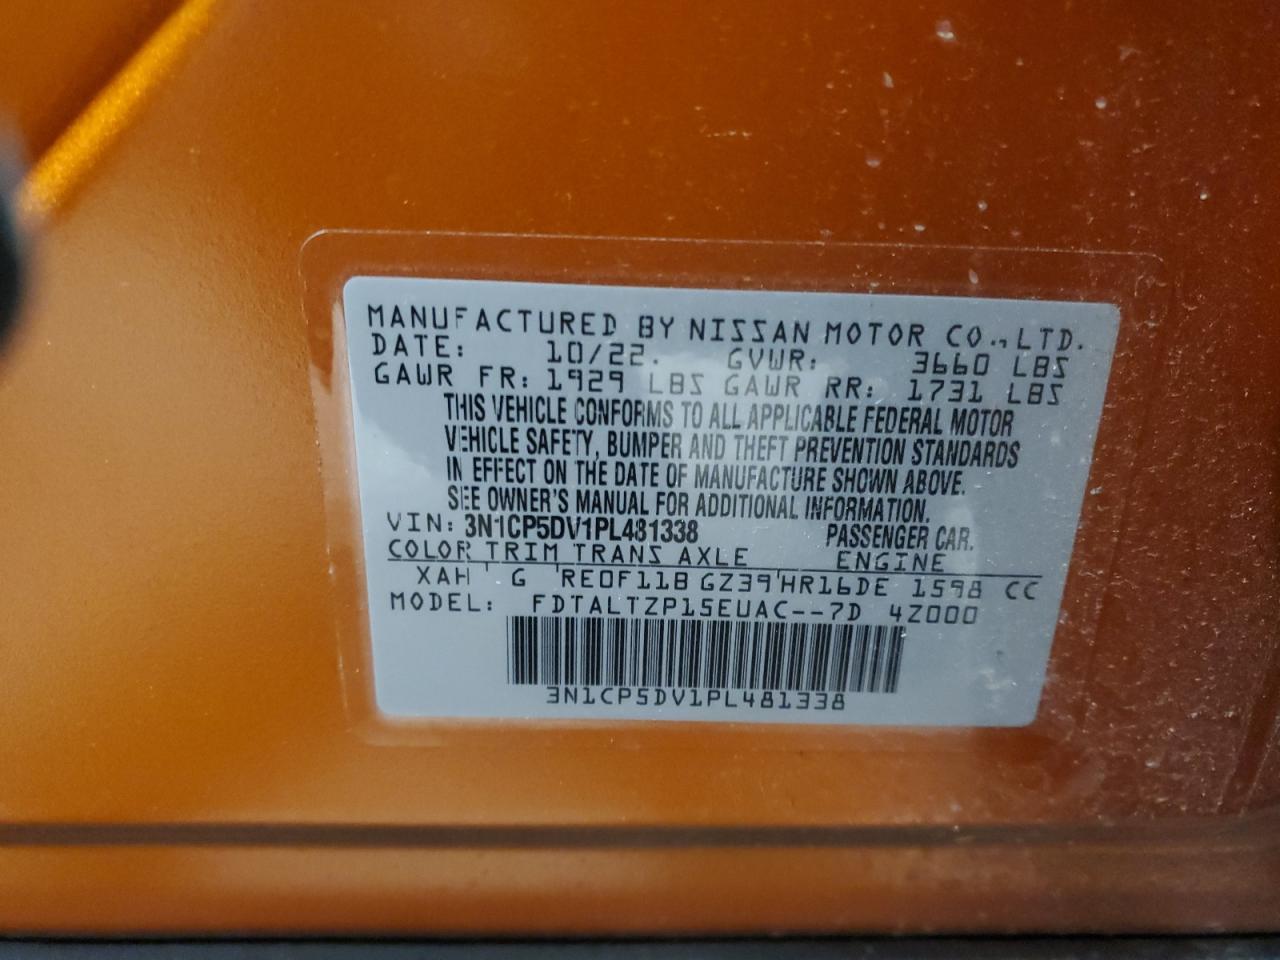 MANUFACTURED BY NISSAN MOTOR CO., LTD.
DATE: 10/22. GVWR: 3660 LBS
GAWR FR: 1929 LBS GAWR RR: 1731 LBS
THIS VEHICLE CONFORMS TO ALL APPLICABLE FEDERAL MOTOR
VEHICLE SAFETY, BUMPER AND THEFT PREVENTION STANDARDS
IN EFFECT ON THE DATE OF MANUFACTURE SHOWN ABOVE.
SEE OWNER'S MANUAL FOR ADDITIONAL INFORMATION.
VIN: 3N1CP5DV1PL481338 PASSENGER CAR.
COLOR TRIM TRANS AXLE ENGINE
XAH G RE0F11B GZ39 HR16DE 1598 CC
MODEL: FDTALTZP15EUAC--7D 4Z000
3N1CP5DV1PL481338